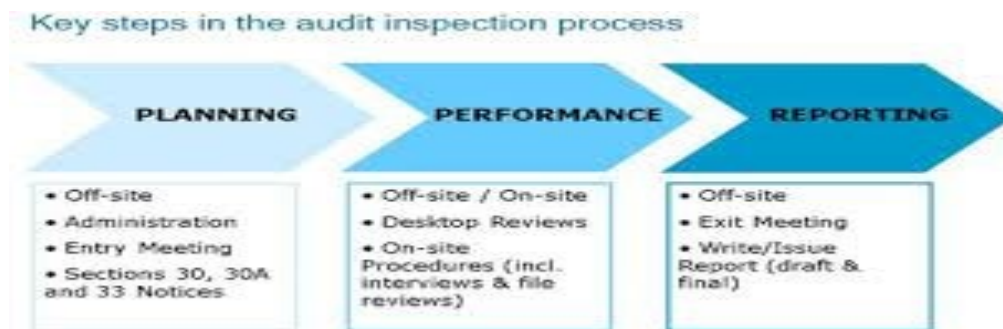 Key steps in the audit inspection process
PLANNING
PERFORMANCE
REPORTING
• Off-site
• Administration
• Entry Meeting
• Sections 30, 30A
and 33 Notices
• Off-site / On-site
• Desktop Reviews
• On-site
Procedures (incl.
interviews & file
reviews)
• Off-site
• Exit Meeting
• Write/Issue
Report (draft &
final)